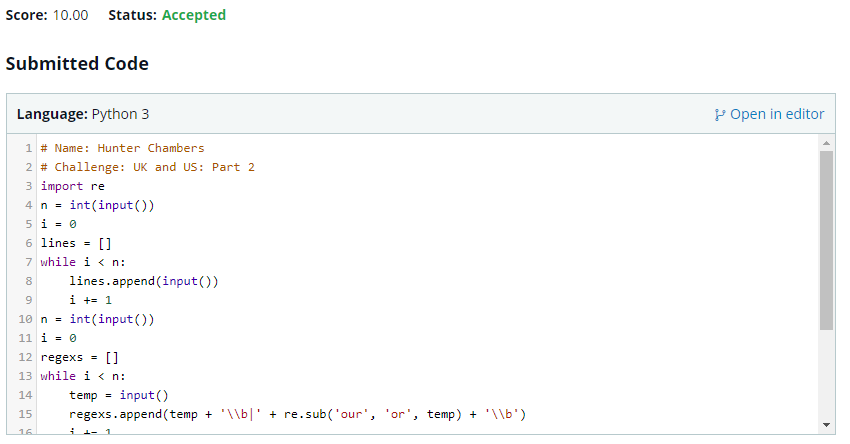 Score: 10.00 Status: Accepted
Submitted Code
Language: Python 3 Open in editor
1 # Name: Hunter Chambers
2 # Challenge: UK and US: Part 2
3 import re
4 n = int(input())
5 i = 0
6 lines = []
7 while i < n:
8     lines.append(input())
9     i += 1
10 n = int(input())
11 i = 0
12 regexs = []
13 while i < n:
14     temp = input()
15     regexs.append(temp + '\\b|' + re.sub('our', 'or', temp) + '\\b')
16     i += 1